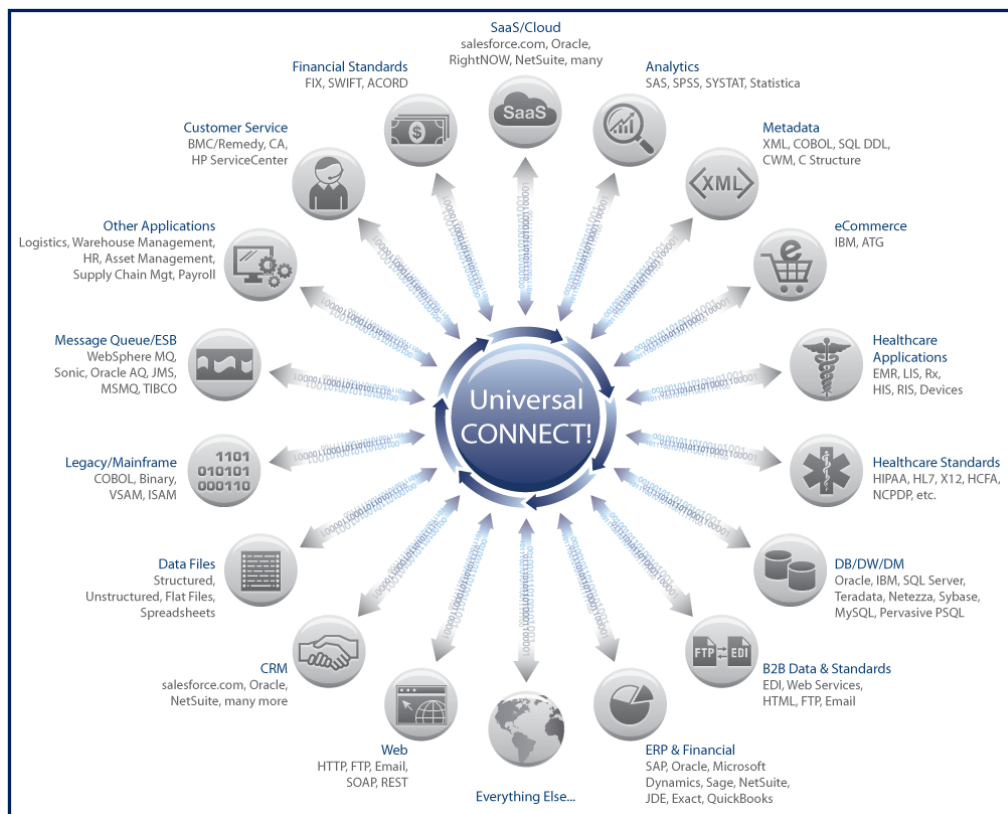 SaaS/Cloud
salesforce.com, Oracle,
RightNOW, NetSuite, many
SaaS
Analytics
SAS, SPSS, SYSTAT, Statistica
Metadata
XML, COBOL, SQL DDL,
CWM, C Structure
<XML>
eCommerce
IBM, ATG
e
Healthcare
Applications
EMR, LIS, Rx,
HIS, RIS, Devices
Healthcare Standards
HIPAA, HL7, X12, HCFA,
NCPDP, etc.
DB/DW/DM
Oracle, IBM, SQL Server,
Teradata, Netezza, Sybase,
MySQL, Pervasive PSQL
FTP EDI
B2B Data & Standards
EDI, Web Services,
HTML, FTP, Email
ERP & Financial
SAP, Oracle, Microsoft
Dynamics, Sage, NetSuite,
JDE, Exact, QuickBooks
Everything Else...
Web
HTTP, FTP, Email,
SOAP, REST
CRM
salesforce.com, Oracle,
NetSuite, many more
Data Files
Structured,
Unstructured, Flat Files,
Spreadsheets
Legacy/Mainframe
COBOL, Binary,
VSAM, ISAM
1101
010101
000110
Message Queue/ESB
WebSphere MQ,
Sonic, Oracle AQ, JMS,
MSMQ, TIBCO
Other Applications
Logistics, Warehouse Management,
HR, Asset Management,
Supply Chain Mgt, Payroll
Customer Service
BMC/Remedy, CA,
HP ServiceCenter
Financial Standards
FIX, SWIFT, ACORD
$
Universal
CONNECT!